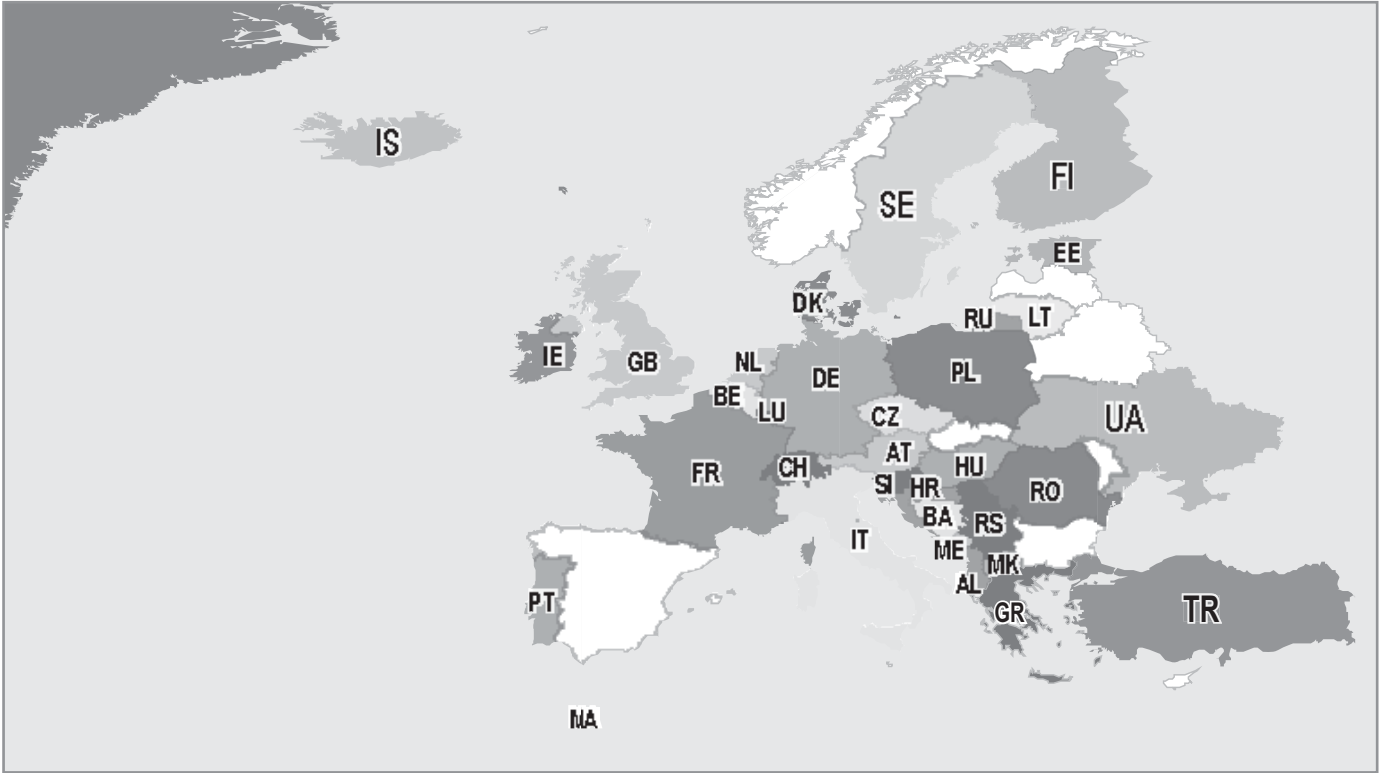 IS
FI
SE
EE
DK
RU
LT
IE
GB
NL
DE
PL
BE
LU
CZ
UA
AT
FR
CH
HU
SI
HR
RO
BA
RS
IT
ME
MK
AL
PT
GR
TR
MA